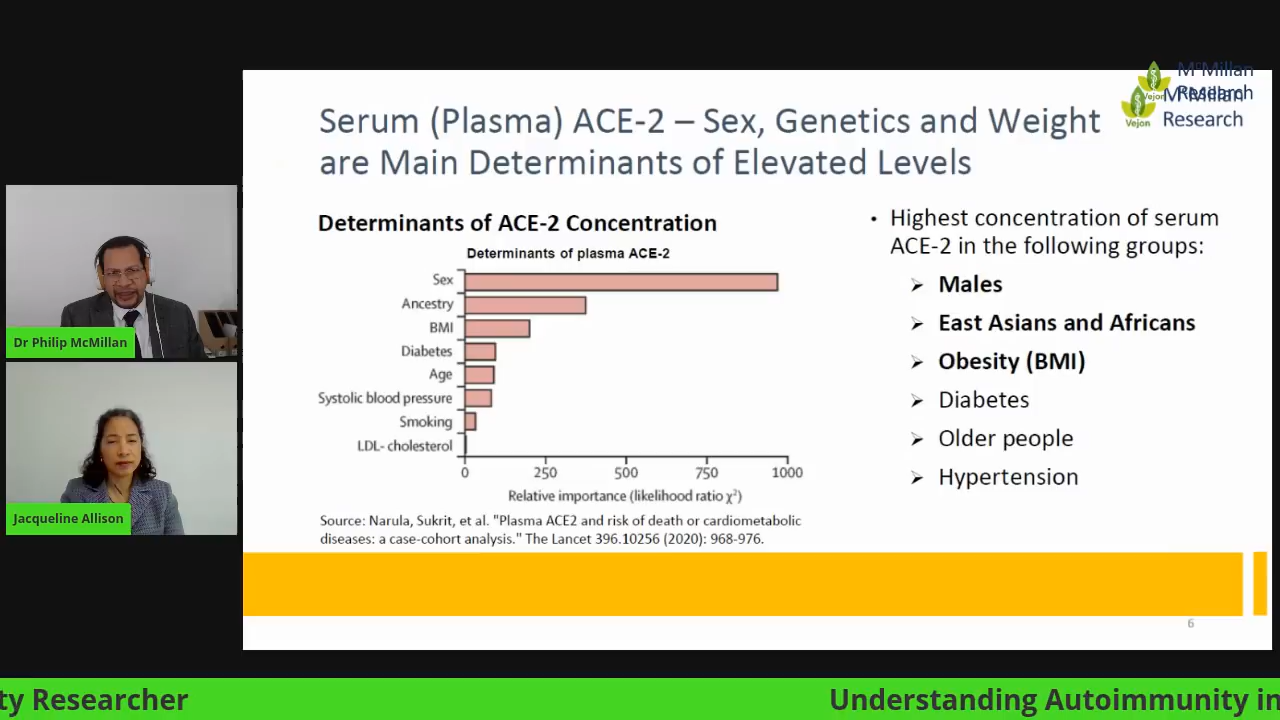 Serum (Plasma) ACE-2 – Sex, Genetics and Weight
are Main Determinants of Elevated Levels
McMillan
Research
Vejon
McMillan
Research
Vejon
Determinants of ACE-2 Concentration
Determinants of plasma ACE-2
Sex
Ancestry
BMI
Diabetes
Age
Systolic blood pressure
Smoking
LDL- cholesterol
0 250 500 750 1000
Relative importance (likelihood ratio χ²)
Source: Narula, Sukrit, et al. "Plasma ACE2 and risk of death or cardiometabolic
diseases: a case-cohort analysis." The Lancet 396.10256 (2020): 968-976.
• Highest concentration of serum
ACE-2 in the following groups:
➢ Males
➢ East Asians and Africans
➢ Obesity (BMI)
➢ Diabetes
➢ Older people
➢ Hypertension
6
Dr Philip McMillan
Jacqueline Allison
ty Researcher
Understanding Autoimmunity in